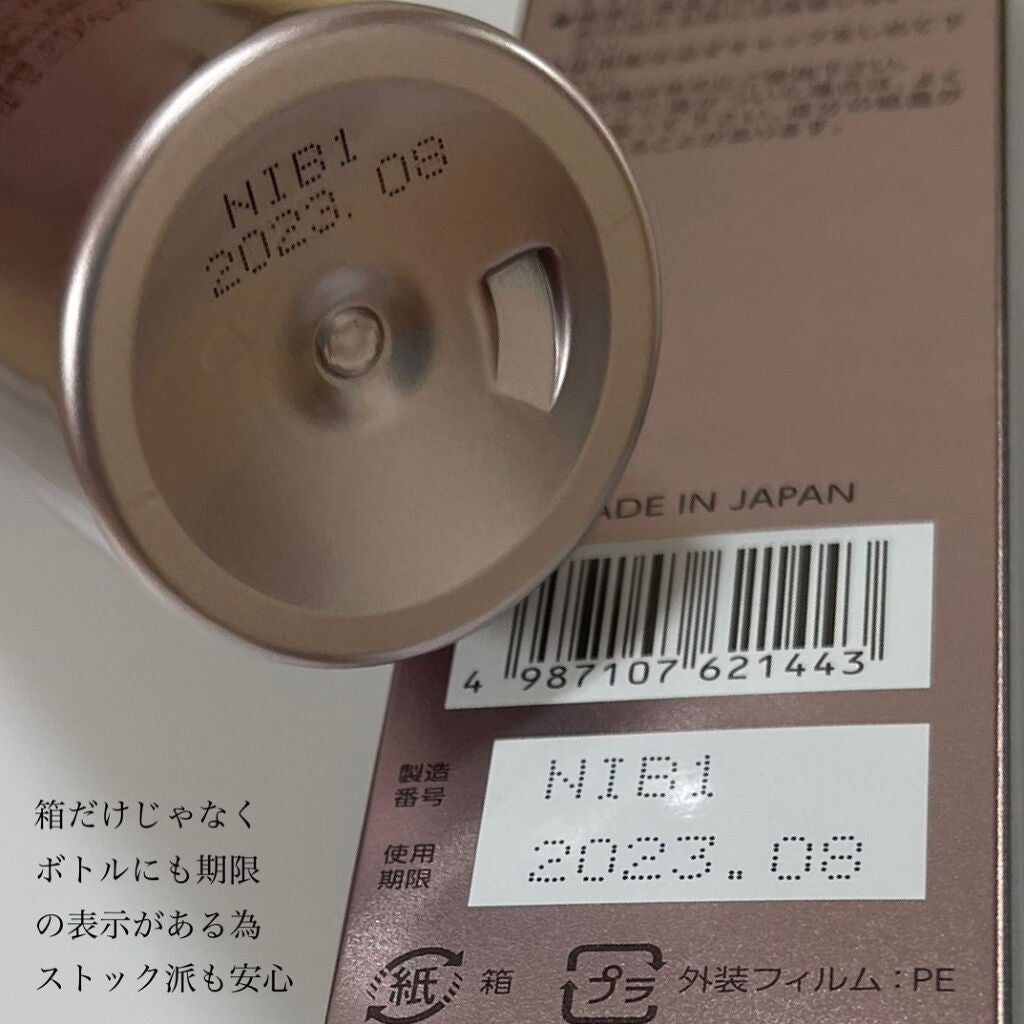 NIB1
2023.08
ADE IN JAPAN
4 987107 621443
製造
番号
NIB1
使用
期限
2023.08
紙 箱
プラ 外装フィルム：PE
箱だけじゃなく
ボトルにも期限
の表示がある為
ストック派も安心